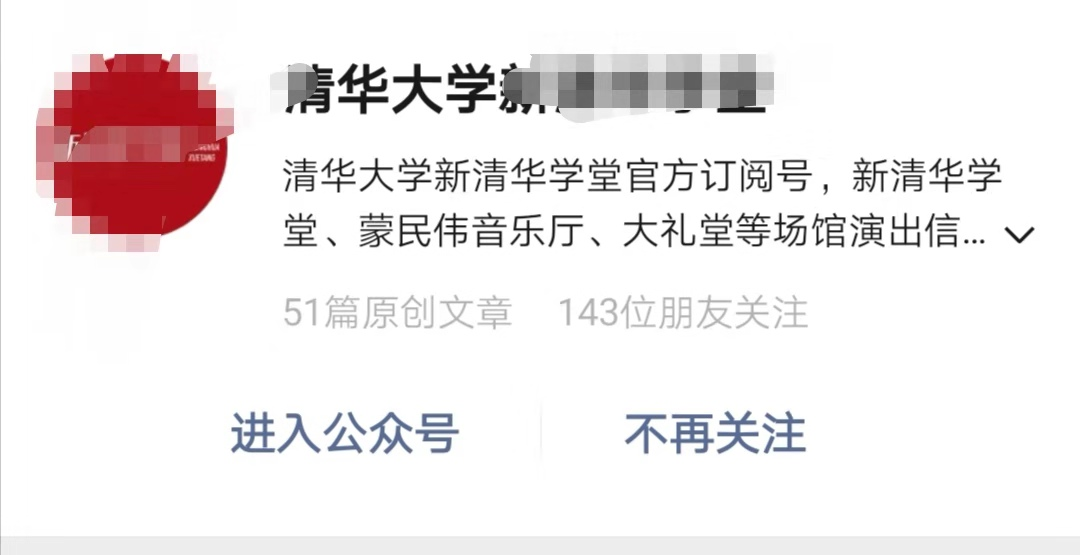 清华大学新
清华大学新清华学堂官方订阅号，新清华学
堂、蒙民伟音乐厅、大礼堂等场馆演出信...
51篇原创文章 143位朋友关注
进入公众号 不再关注